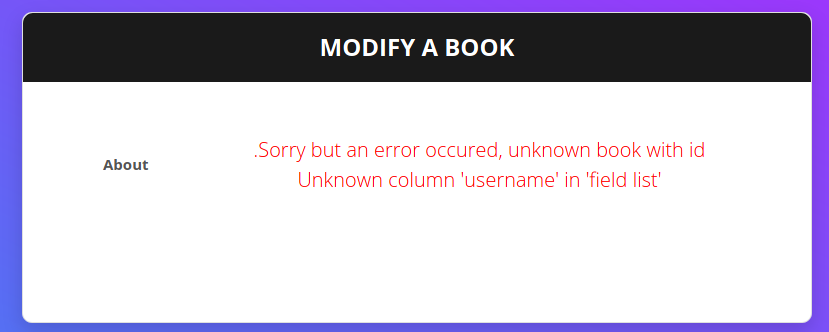 MODIFY A BOOK
About
.Sorry but an error occured, unknown book with id
Unknown column 'username' in 'field list'